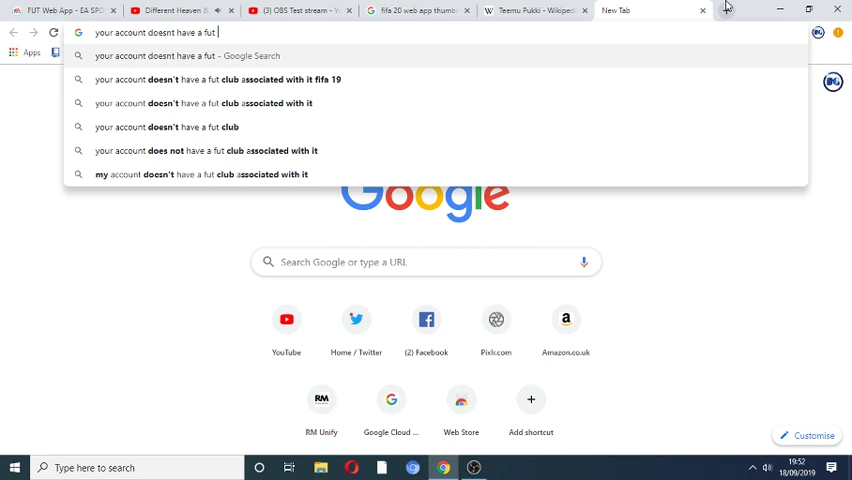 FUT Web App - EA SPO
Different Heaven &
(3) OBS Test stream - Y
fifa 20 web app thumb
Teemu Pukki - Wikiped
New Tab
your account doesnt have a fut
Apps
your account doesnt have a fut - Google Search
your account doesn't have a fut club associated with it fifa 19
your account doesn't have a fut club associated with it
your account doesn't have a fut club
your account does not have a fut club associated with it
my account doesn't have a fut club associated with it
Google
Search Google or type a URL
YouTube
Home / Twitter
(2) Facebook
Pixlr.com
Amazon.co.uk
RM
RM Unify
Google Cloud ...
Web Store
Add shortcut
Customise
Type here to search
19:52
18/09/2019